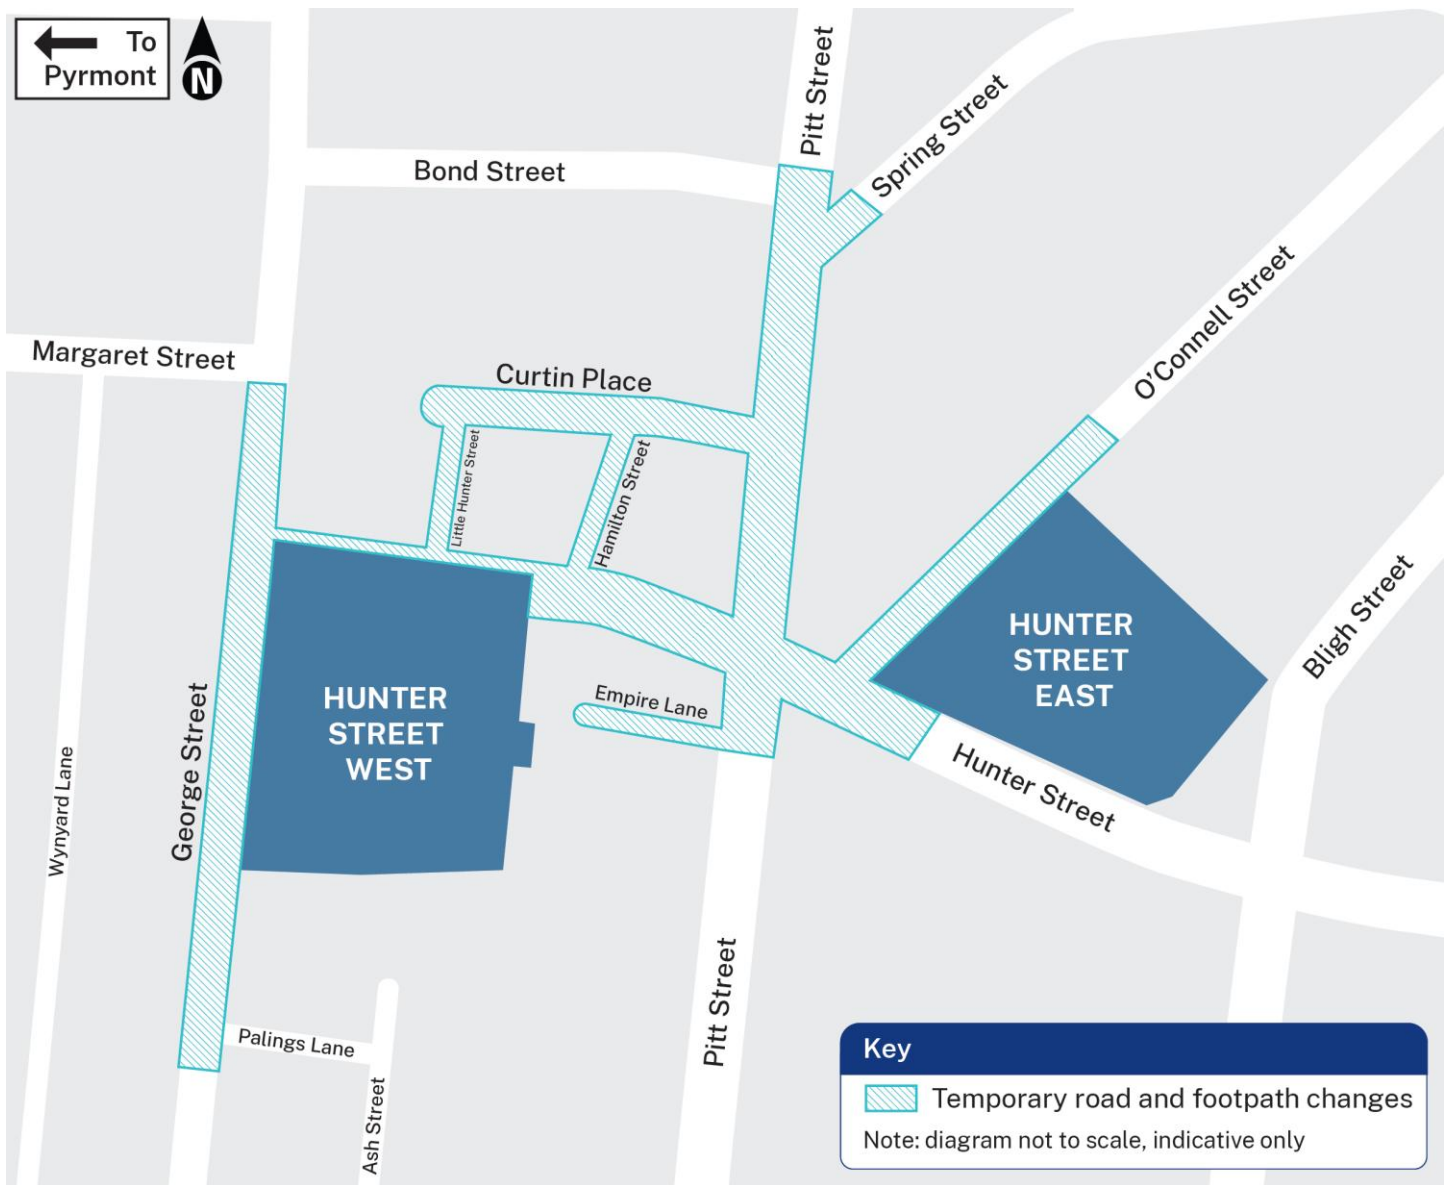 To
Pyrmont
N
Pitt Street
Spring Street
Bond Street
O'Connell Street
Margaret Street
Curtin Place
Little Hunter Street
Hamilton Street
Bligh Street
HUNTER
STREET
EAST
HUNTER
STREET
WEST
Empire Lane
George Street
Wynyard Lane
Hunter Street
Pitt Street
Palings Lane
Ash Street
Key
Temporary road and footpath changes
Note: diagram not to scale, indicative only